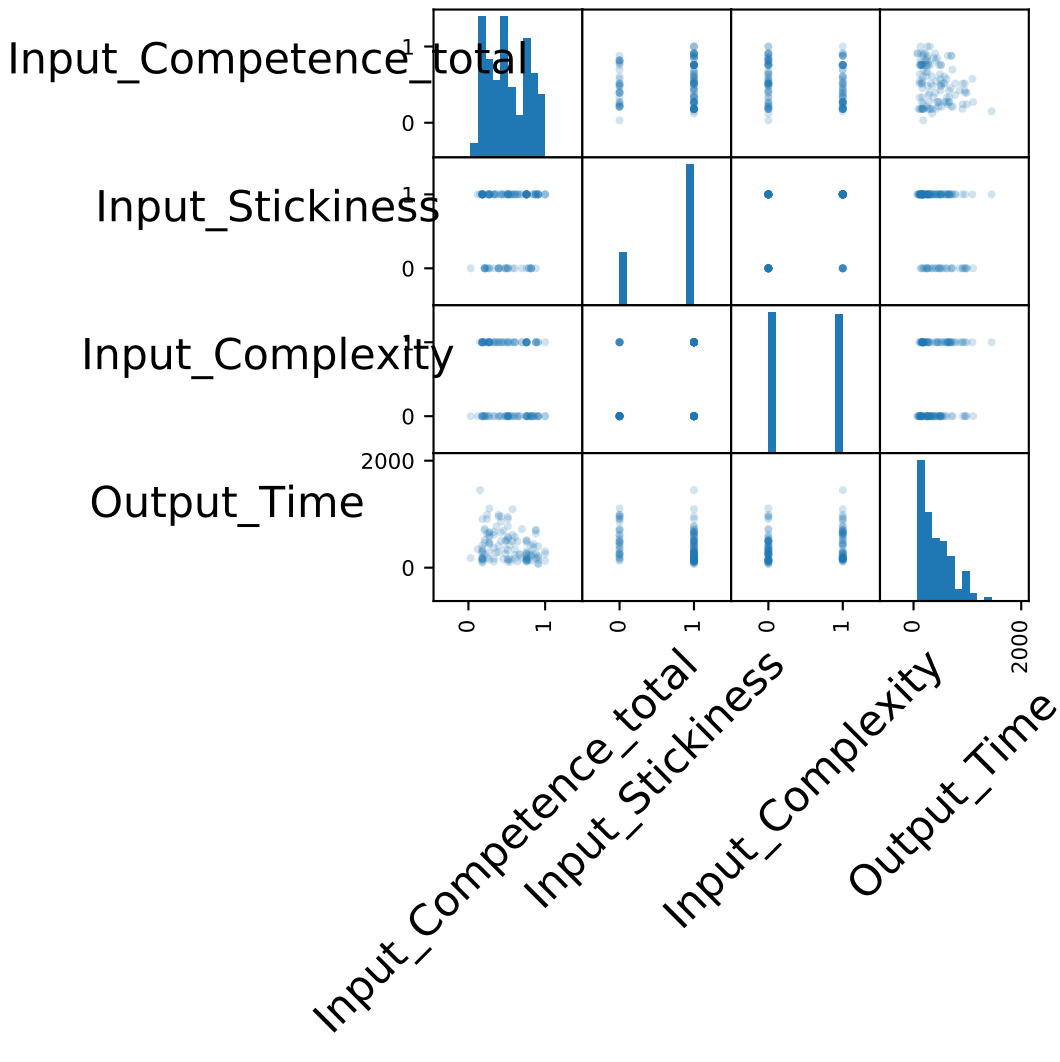 Input_Competence_total
1
0
Input_Stickiness
1
0
Input_Complexity
1
0
Output_Time
2000
0
0
1
0
1
0
1
0
2000
Input_Competence_total
Input_Stickiness
Input_Complexity
Output_Time